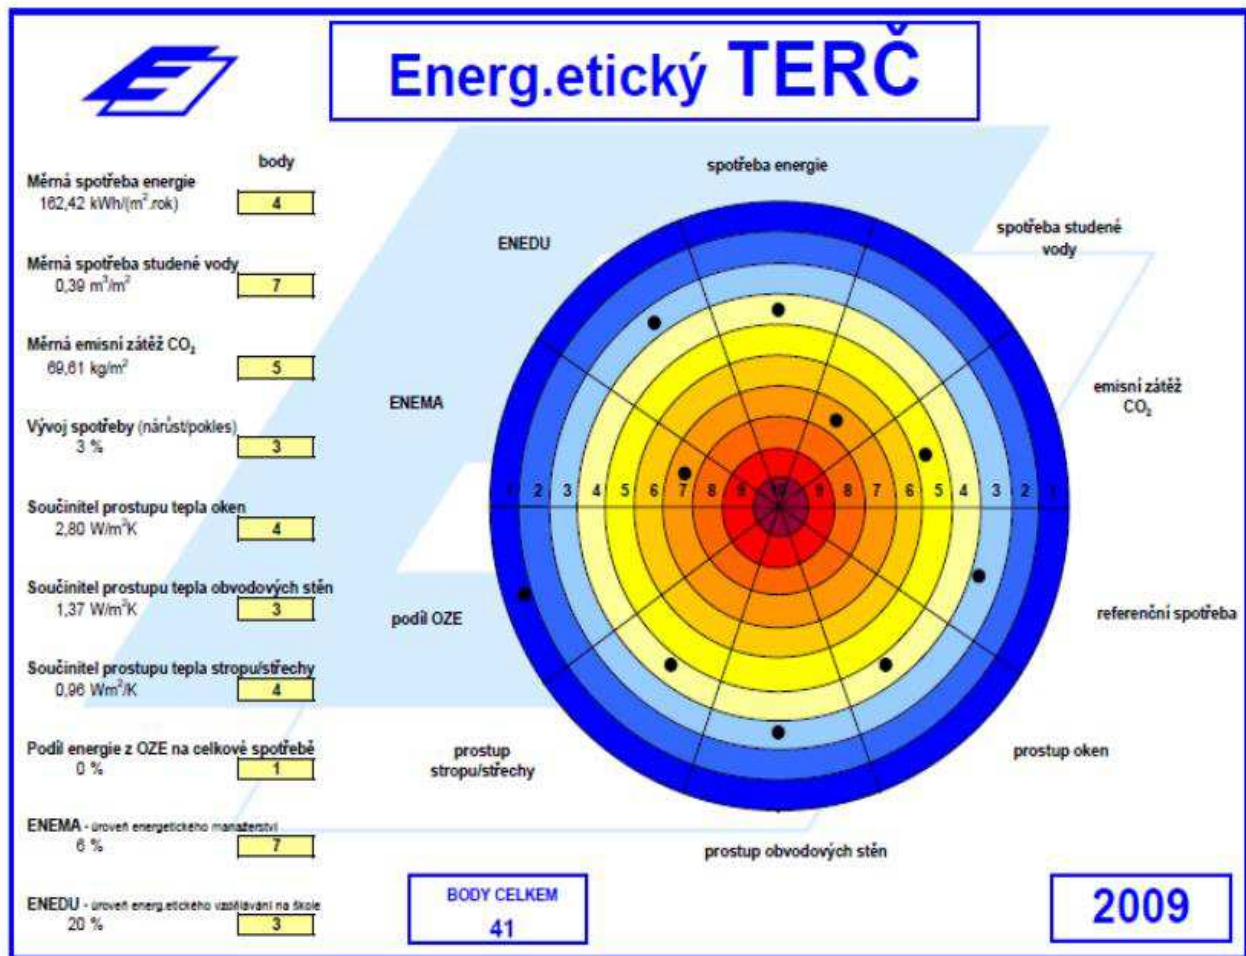 E
Energ.etický TERČ
body
Měrná spotřeba energie
162,42 kWh/(m².rok)
4
Měrná spotřeba studené vody
0,39 m³/m²
7
Měrná emisní zátěž CO₂
69,61 kg/m²
5
Vývoj spotřeby (nárůst/pokles)
3 %
3
Součinitel prostupu tepla oken
2,80 W/m²K
4
Součinitel prostupu tepla obvodových stěn
1,37 W/m²K
3
Součinitel prostupu tepla stropu/střechy
0,96 Wm²/K
4
Podíl energie z OZE na celkové spotřebě
0 %
1
ENEMA - úroveň energetického manažerství
6 %
7
ENEDU - úroveň energ.etického vzdělávání na škole
20 %
3
spotřeba energie
spotřeba studené
vody
emisní zátěž
CO₂
referenční spotřeba
prostup oken
prostup obvodových stěn
prostup
stropu/střechy
podíl OZE
ENEMA
ENEDU
1 2 3 4 5 6 7 8 9 10 9 8 7 6 5 4 3 2 1
BODY CELKEM
41
2009